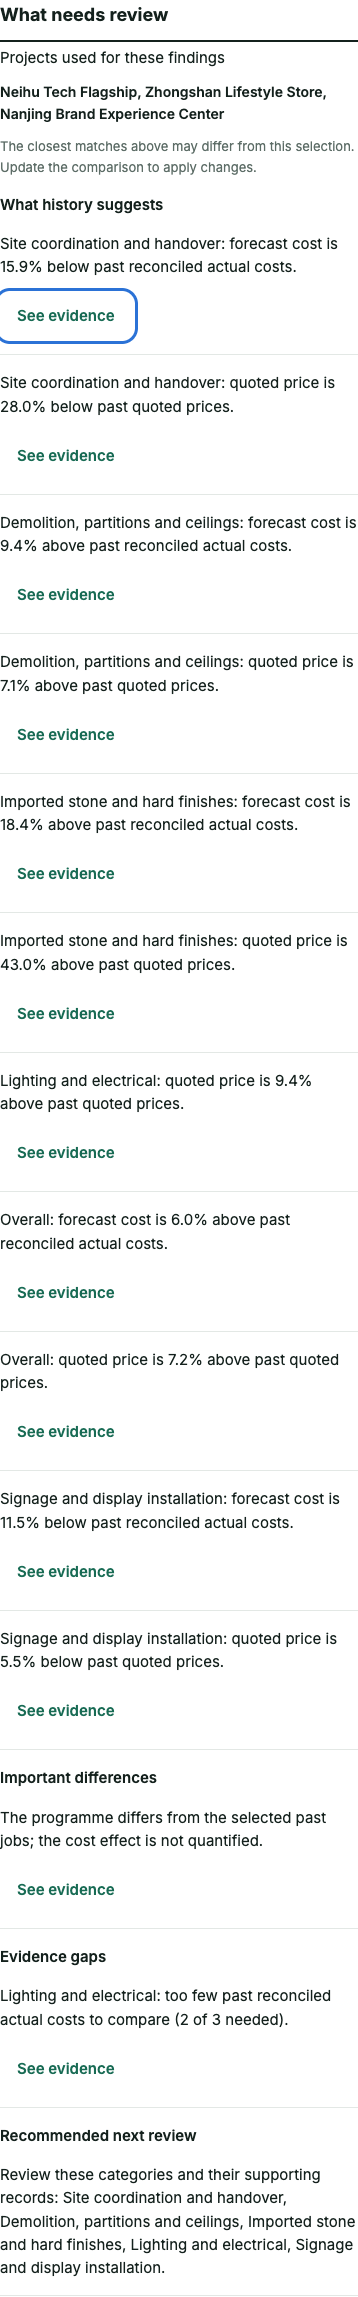 What needs review
Projects used for these findings
Neihu Tech Flagship, Zhongshan Lifestyle Store,
Nanjing Brand Experience Center
The closest matches above may differ from this selection.
Update the comparison to apply changes.
What history suggests
Site coordination and handover: forecast cost is
15.9% below past reconciled actual costs.
See evidence
Site coordination and handover: quoted price is
28.0% below past quoted prices.
See evidence
Demolition, partitions and ceilings: forecast cost is
9.4% above past reconciled actual costs.
See evidence
Demolition, partitions and ceilings: quoted price is
7.1% above past quoted prices.
See evidence
Imported stone and hard finishes: forecast cost is
18.4% above past reconciled actual costs.
See evidence
Imported stone and hard finishes: quoted price is
43.0% above past quoted prices.
See evidence
Lighting and electrical: quoted price is 9.4%
above past quoted prices.
See evidence
Overall: forecast cost is 6.0% above past
reconciled actual costs.
See evidence
Overall: quoted price is 7.2% above past quoted
prices.
See evidence
Signage and display installation: forecast cost is
11.5% below past reconciled actual costs.
See evidence
Signage and display installation: quoted price is
5.5% below past quoted prices.
See evidence
Important differences
The programme differs from the selected past
jobs; the cost effect is not quantified.
See evidence
Evidence gaps
Lighting and electrical: too few past reconciled
actual costs to compare (2 of 3 needed).
See evidence
Recommended next review
Review these categories and their supporting
records: Site coordination and handover,
Demolition, partitions and ceilings, Imported stone
and hard finishes, Lighting and electrical, Signage
and display installation.